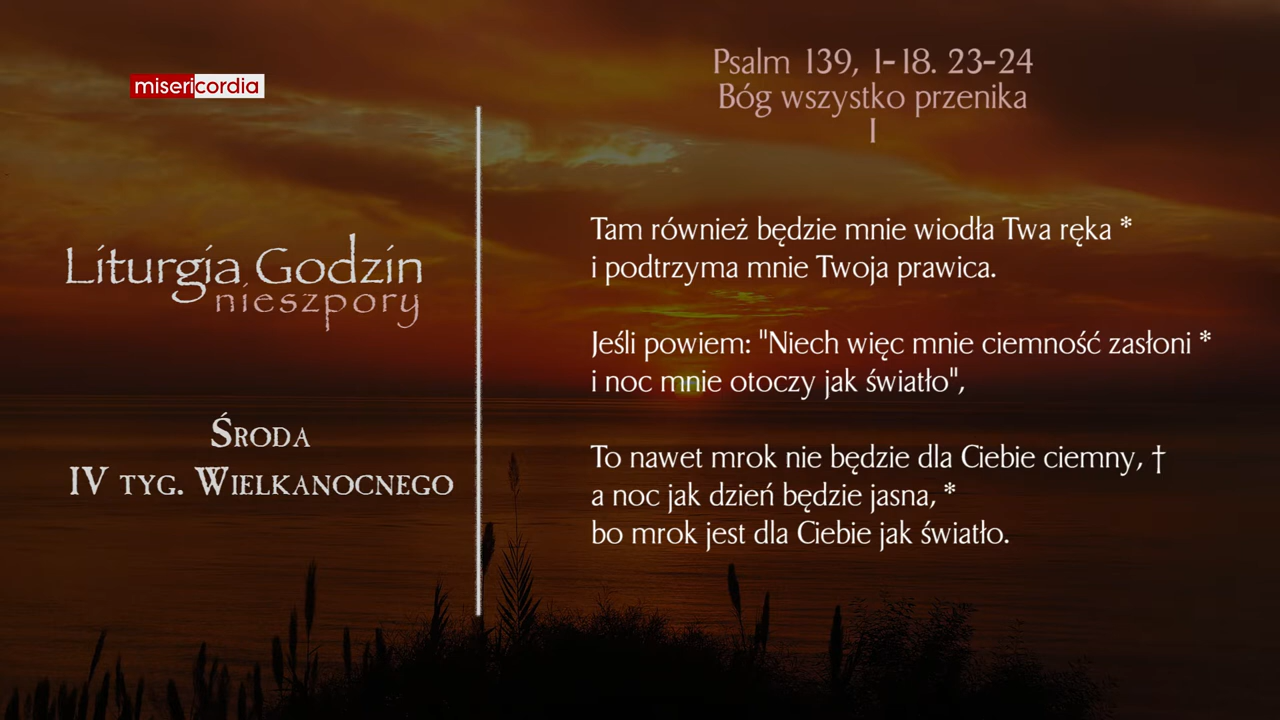 misericordia
Liturgia Godzin
nieszpory
Środa
IV tyg. Wielkanocnego
Psalm 139, 1-18. 23-24
Bóg wszystko przenika
I
Tam również będzie mnie wiodła Twa ręka *
i podtrzyma mnie Twoja prawica.
Jeśli powiem: "Niech więc mnie ciemność zasłoni *
i noc mnie otoczy jak światło",
To nawet mrok nie będzie dla Ciebie ciemny, †
a noc jak dzień będzie jasna, *
bo mrok jest dla Ciebie jak światło.